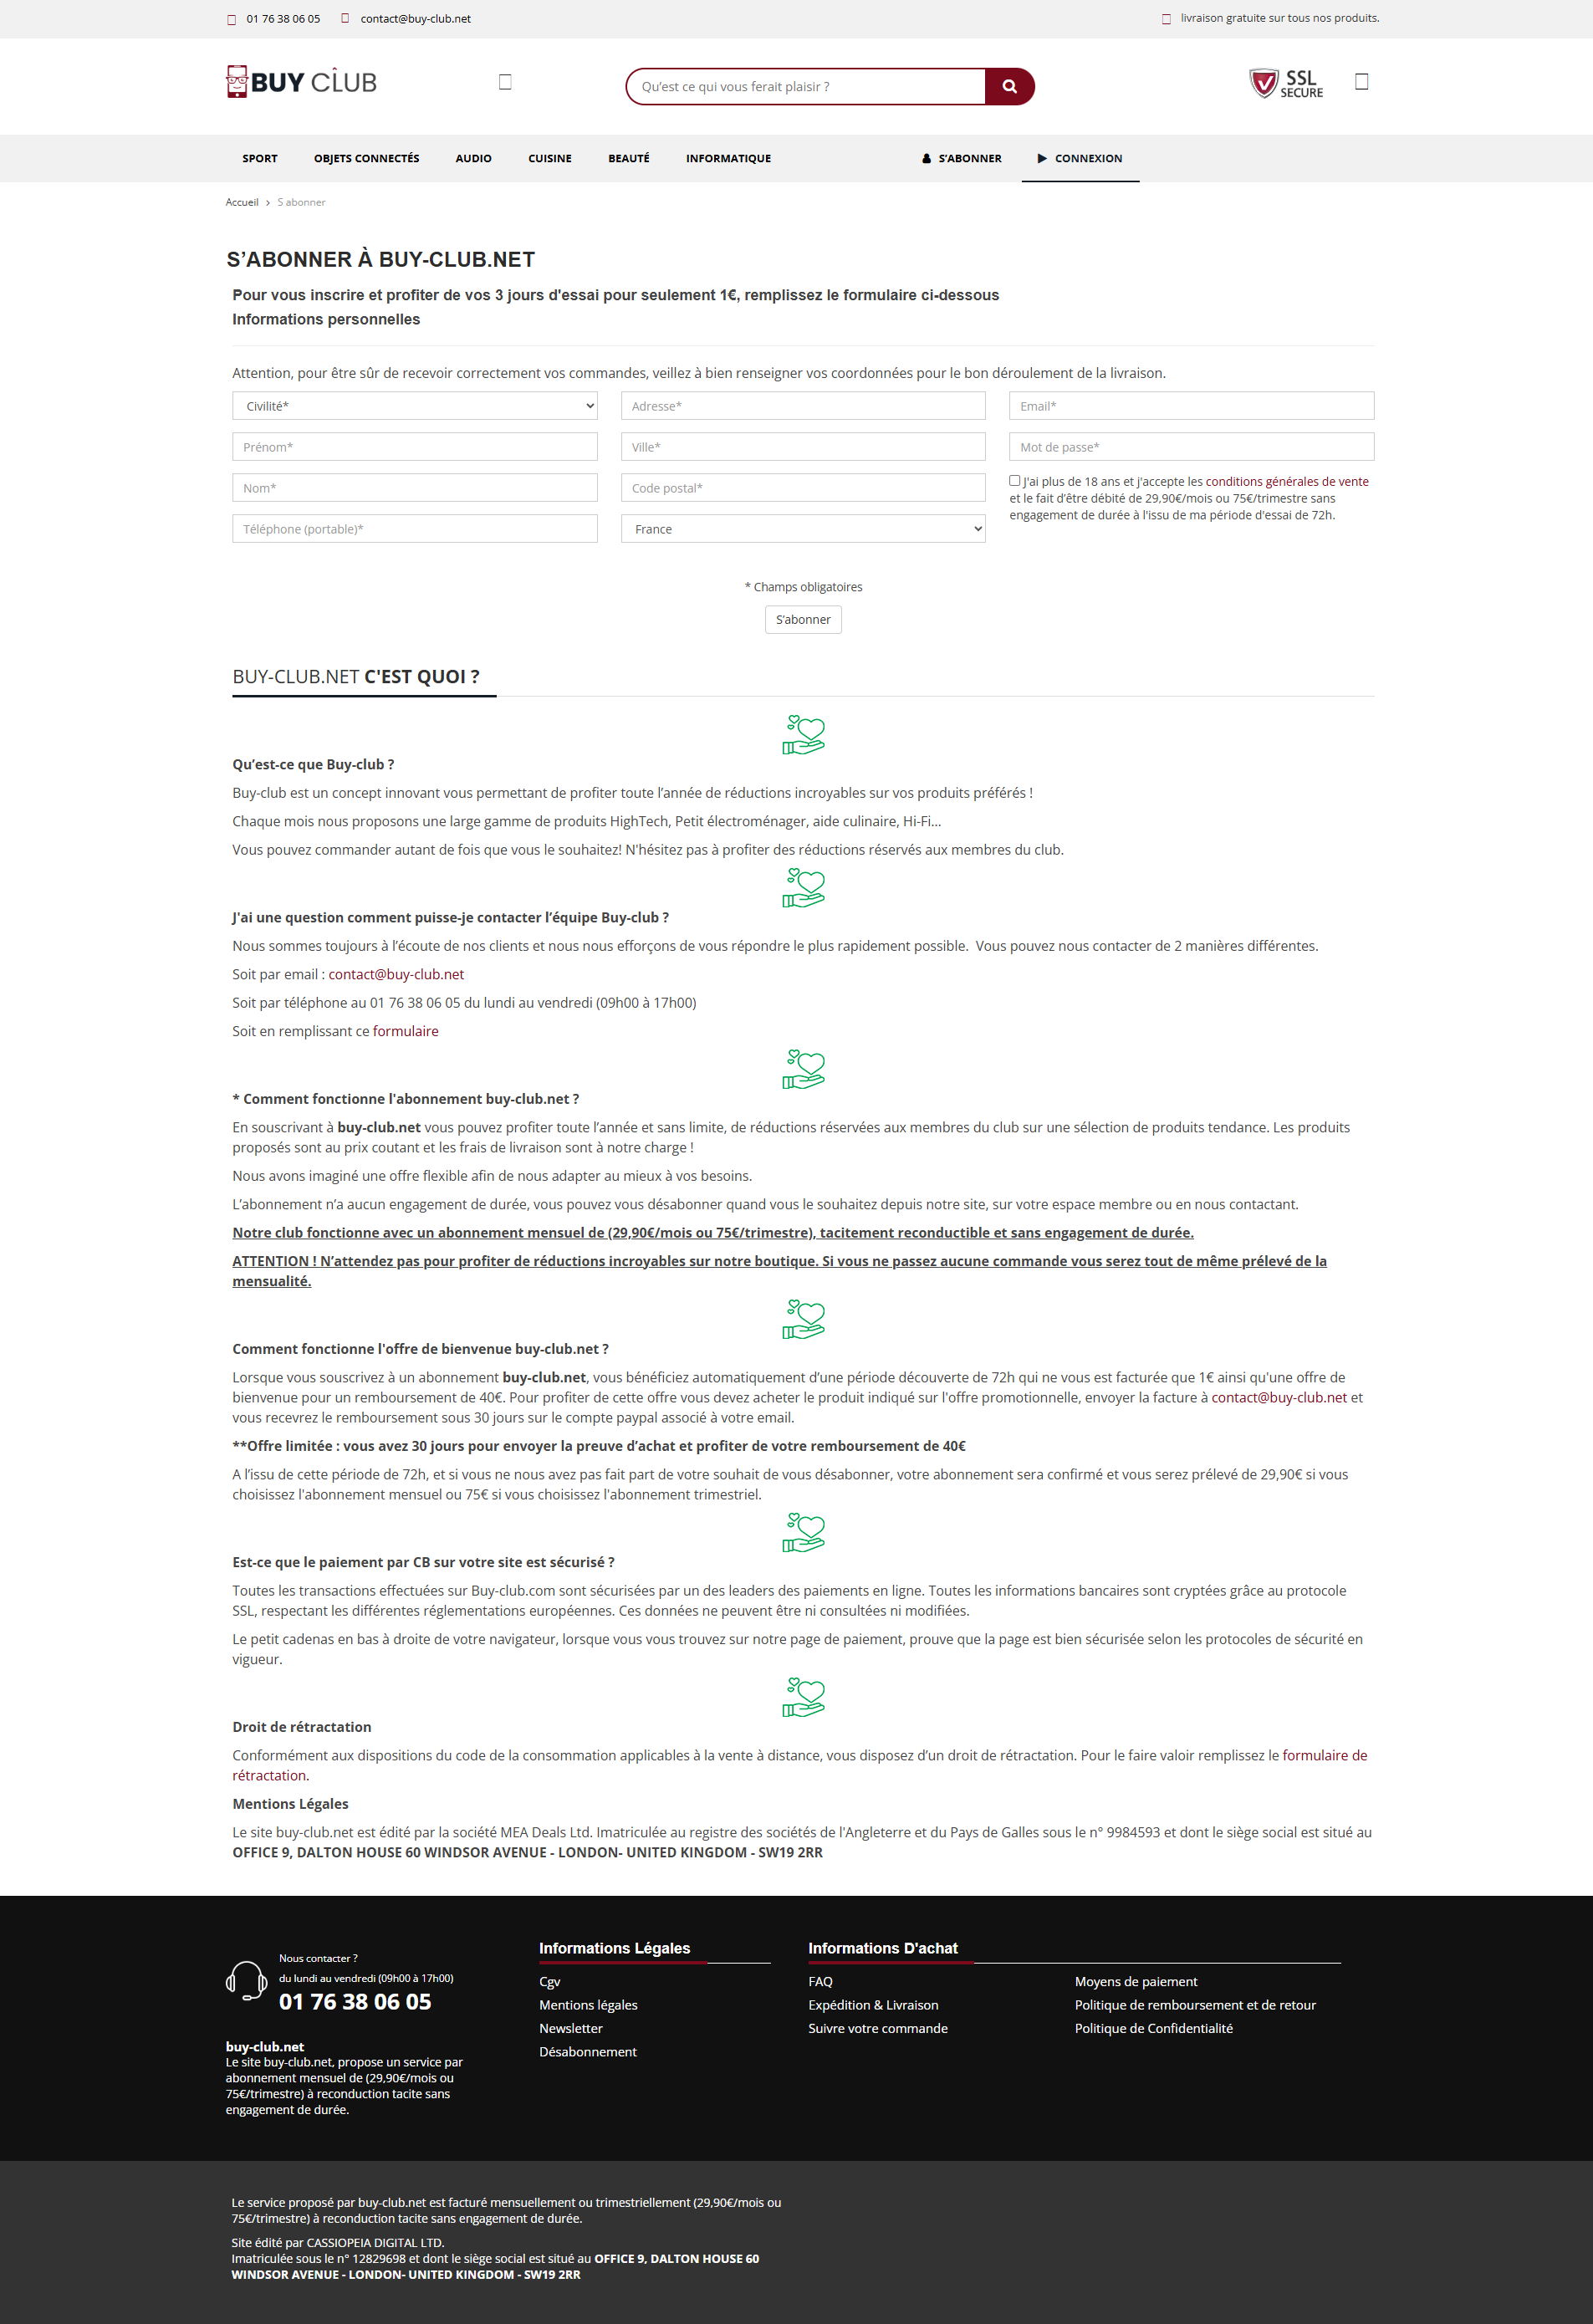 01 76 38 06 05 contact@buy-club.net livraison gratuite sur tous nos produits.
BUY CLUB
Qu'est ce qui vous ferait plaisir ?
SSL
SECURE
SPORT OBJETS CONNECTÉS AUDIO CUISINE BEAUTÉ INFORMATIQUE S'ABONNER CONNEXION
Accueil > S abonner
S'ABONNER À BUY-CLUB.NET
Pour vous inscrire et profiter de vos 3 jours d'essai pour seulement 1€, remplissez le formulaire ci-dessous
Informations personnelles
Attention, pour être sûr de recevoir correctement vos commandes, veillez à bien renseigner vos coordonnées pour le bon déroulement de la livraison.
Civilité* Adresse* Email*
Prénom* Ville* Mot de passe*
Nom* Code postal*
Téléphone (portable)* France
J'ai plus de 18 ans et j'accepte les conditions générales de vente
et le fait d'être débité de 29,90€/mois ou 75€/trimestre sans
engagement de durée à l'issu de ma période d'essai de 72h.
* Champs obligatoires
S'abonner
BUY-CLUB.NET C'EST QUOI ?
Qu'est-ce que Buy-club ?
Buy-club est un concept innovant vous permettant de profiter toute l'année de réductions incroyables sur vos produits préférés !
Chaque mois nous proposons une large gamme de produits HighTech, Petit électroménager, aide culinaire, Hi-Fi...
Vous pouvez commander autant de fois que vous le souhaitez! N'hésitez pas à profiter des réductions réservés aux membres du club.
J'ai une question comment puisse-je contacter l'équipe Buy-club ?
Nous sommes toujours à l'écoute de nos clients et nous nous efforçons de vous répondre le plus rapidement possible.  Vous pouvez nous contacter de 2 manières différentes.
Soit par email : contact@buy-club.net
Soit par téléphone au 01 76 38 06 05 du lundi au vendredi (09h00 à 17h00)
Soit en remplissant ce formulaire
* Comment fonctionne l'abonnement buy-club.net ?
En souscrivant à buy-club.net vous pouvez profiter toute l'année et sans limite, de réductions réservées aux membres du club sur une sélection de produits tendance. Les produits
proposés sont au prix coutant et les frais de livraison sont à notre charge !
Nous avons imaginé une offre flexible afin de nous adapter au mieux à vos besoins.
L'abonnement n'a aucun engagement de durée, vous pouvez vous désabonner quand vous le souhaitez depuis notre site, sur votre espace membre ou en nous contactant.
Notre club fonctionne avec un abonnement mensuel de (29,90€/mois ou 75€/trimestre), tacitement reconductible et sans engagement de durée.
ATTENTION ! N'attendez pas pour profiter de réductions incroyables sur notre boutique. Si vous ne passez aucune commande vous serez tout de même prélevé de la
mensualité.
Comment fonctionne l'offre de bienvenue buy-club.net ?
Lorsque vous souscrivez à un abonnement buy-club.net, vous bénéficiez automatiquement d'une période découverte de 72h qui ne vous est facturée que 1€ ainsi qu'une offre de
bienvenue pour un remboursement de 40€. Pour profiter de cette offre vous devez acheter le produit indiqué sur l'offre promotionnelle, envoyer la facture à contact@buy-club.net et
vous recevrez le remboursement sous 30 jours sur le compte paypal associé à votre email.
**Offre limitée : vous avez 30 jours pour envoyer la preuve d'achat et profiter de votre remboursement de 40€
A l'issu de cette période de 72h, et si vous ne nous avez pas fait part de votre souhait de vous désabonner, votre abonnement sera confirmé et vous serez prélevé de 29,90€ si vous
choisissez l'abonnement mensuel ou 75€ si vous choisissez l'abonnement trimestriel.
Est-ce que le paiement par CB sur votre site est sécurisé ?
Toutes les transactions effectuées sur Buy-club.com sont sécurisées par un des leaders des paiements en ligne. Toutes les informations bancaires sont cryptées grâce au protocole
SSL, respectant les différentes réglementations européennes. Ces données ne peuvent être ni consultées ni modifiées.
Le petit cadenas en bas à droite de votre navigateur, lorsque vous vous trouvez sur notre page de paiement, prouve que la page est bien sécurisée selon les protocoles de sécurité en
vigueur.
Droit de rétractation
Conformément aux dispositions du code de la consommation applicables à la vente à distance, vous disposez d'un droit de rétractation. Pour le faire valoir remplissez le formulaire de
rétractation.
Mentions Légales
Le site buy-club.net est édité par la société MEA Deals Ltd. Imatriculée au registre des sociétés de l'Angleterre et du Pays de Galles sous le n° 9984593 et dont le siège social est situé au
OFFICE 9, DALTON HOUSE 60 WINDSOR AVENUE - LONDON- UNITED KINGDOM - SW19 2RR
Nous contacter ?
du lundi au vendredi (09h00 à 17h00)
01 76 38 06 05
buy-club.net
Le site buy-club.net, propose un service par
abonnement mensuel de (29,90€/mois ou
75€/trimestre) à reconduction tacite sans
engagement de durée.
Informations Légales
Cgv
Mentions légales
Newsletter
Désabonnement
Informations D'achat
FAQ
Expédition & Livraison
Suivre votre commande
Moyens de paiement
Politique de remboursement et de retour
Politique de Confidentialité
Le service proposé par buy-club.net est facturé mensuellement ou trimestriellement (29,90€/mois ou
75€/trimestre) à reconduction tacite sans engagement de durée.
Site édité par CASSIOPEIA DIGITAL LTD.
Imatriculée sous le n° 12829698 et dont le siège social est situé au OFFICE 9, DALTON HOUSE 60
WINDSOR AVENUE - LONDON- UNITED KINGDOM - SW19 2RR